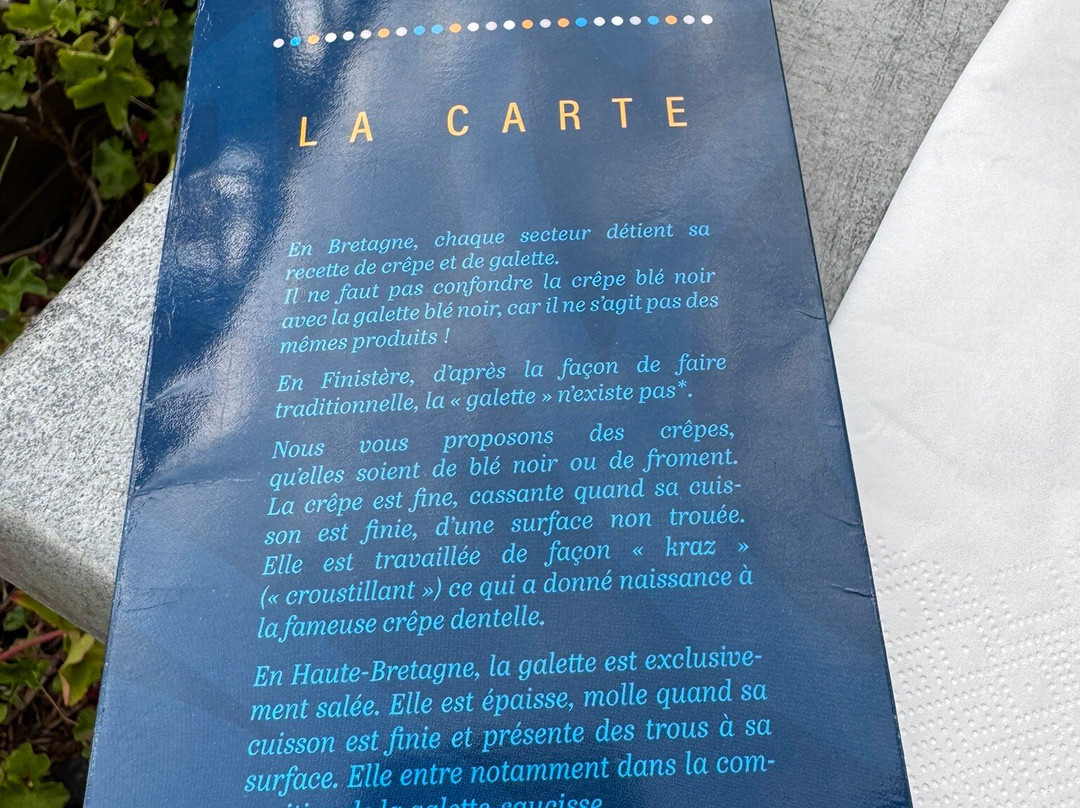 LA CARTE
En Bretagne, chaque secteur détient sa
recette de crêpe et de galette.
Il ne faut pas confondre la crêpe blé noir
avec la galette blé noir, car il ne s'agit pas des
mêmes produits !
En Finistère, d'après la façon de faire
traditionnelle, la « galette » n'existe pas*.
Nous vous proposons des crêpes,
qu'elles soient de blé noir ou de froment.
La crêpe est fine, cassante quand sa cuis-
son est finie, d'une surface non trouée.
Elle est travaillée de façon « kraz »
(« croustillant ») ce qui a donné naissance à
la fameuse crêpe dentelle.
En Haute-Bretagne, la galette est exclusive-
ment salée. Elle est épaisse, molle quand sa
cuisson est finie et présente des trous à sa
surface. Elle entre notamment dans la com-
de la galette saucisse